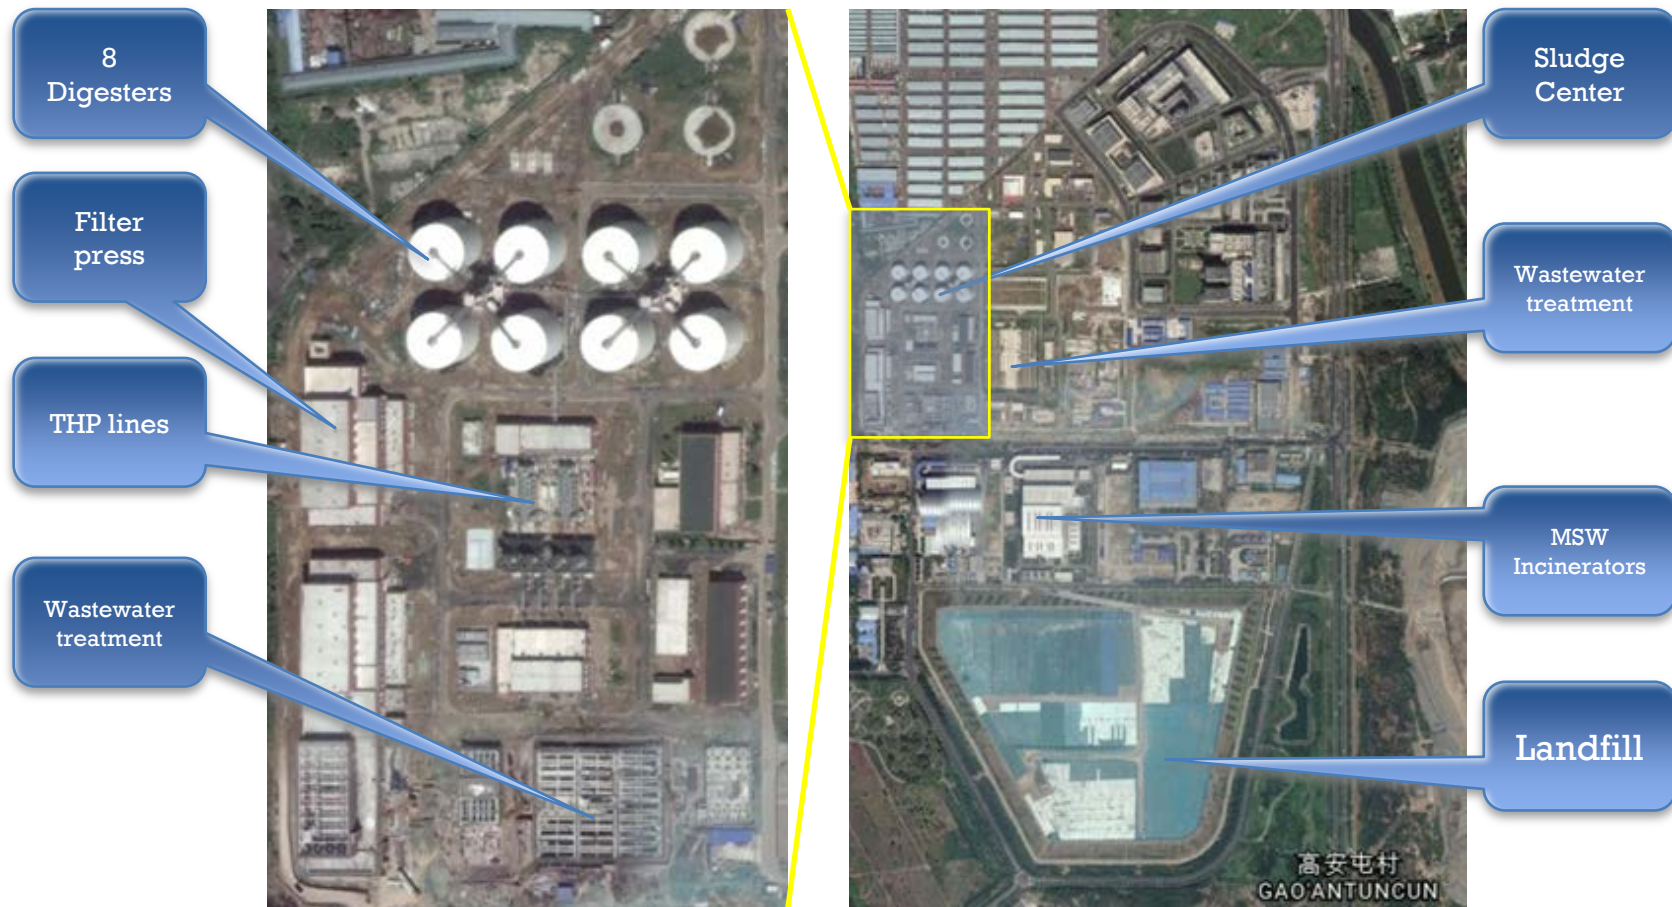 8
Digesters
Filter
press
THP lines
Wastewater
treatment
Sludge
Center
Wastewater
treatment
MSW
Incinerators
Landfill
高安屯村
GAO'ANTUNCUN